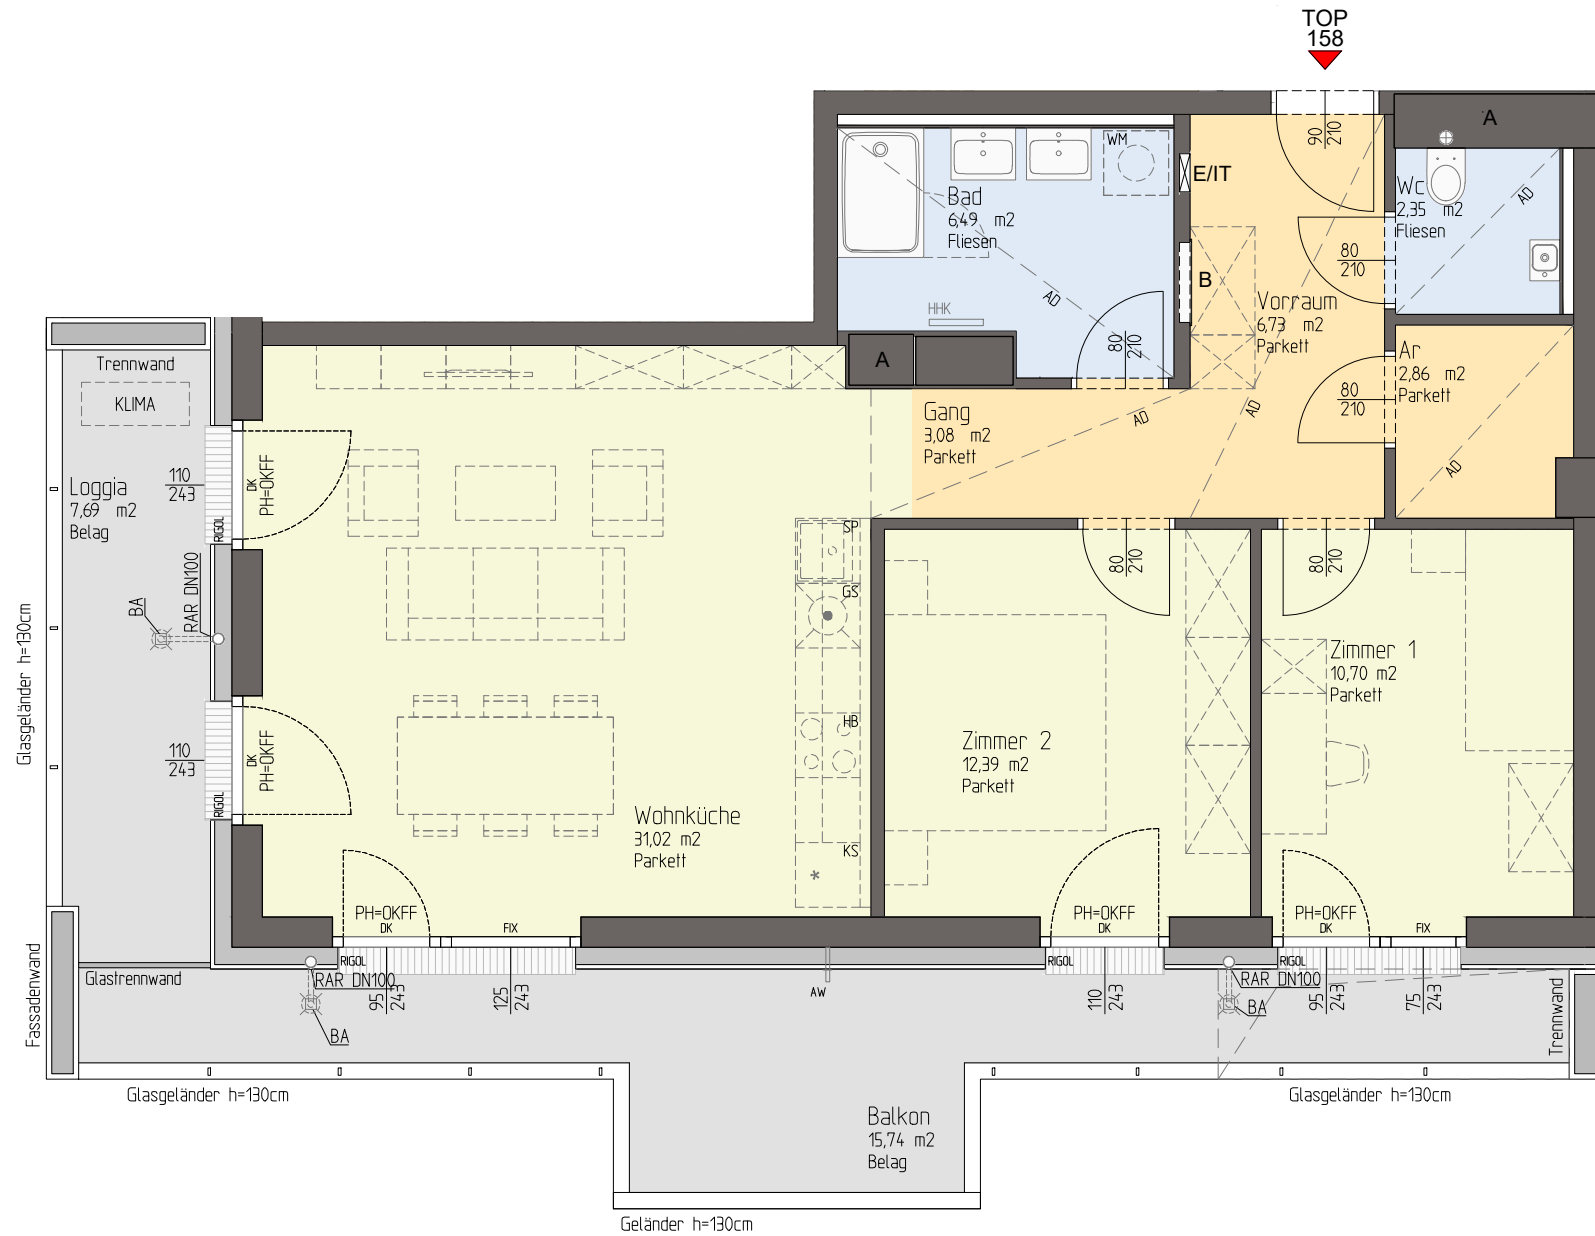 TOP
158
A
90
210
WM
E/IT
Bad
6,49 m2
Fliesen
Wc
2,35 m2
Fliesen
AD
80
210
B
AD
HHK
Vorraum
6,73 m2
Parkett
80
210
Ar
2,86 m2
Parkett
A
Trennwand
KLIMA
80
210
Gang
3,08 m2
Parkett
AD
AD
AD
Loggia
7,69 m2
Belag
110
243
DK
PH=OKFF
RIGOL
SP
GS
80
210
80
210
BA
RAR DN100
Glasgeländer h=130cm
Zimmer 1
10,70 m2
Parkett
HB
Zimmer 2
12,39 m2
Parkett
110
243
DK
PH=OKFF
RIGOL
Wohnküche
31,02 m2
Parkett
KS
*
PH=OKFF
DK
FIX
PH=OKFF
DK
PH=OKFF
DK
FIX
Fassadenwand
Glastrennwand
RIGOL
RAR DN100
95
243
125
243
BA
AW
RIGOL
110
243
RIGOL
RAR DN100
BA
95
243
75
243
Trennwand
Glasgeländer h=130cm
Glasgeländer h=130cm
Balkon
15,74 m2
Belag
Geländer h=130cm